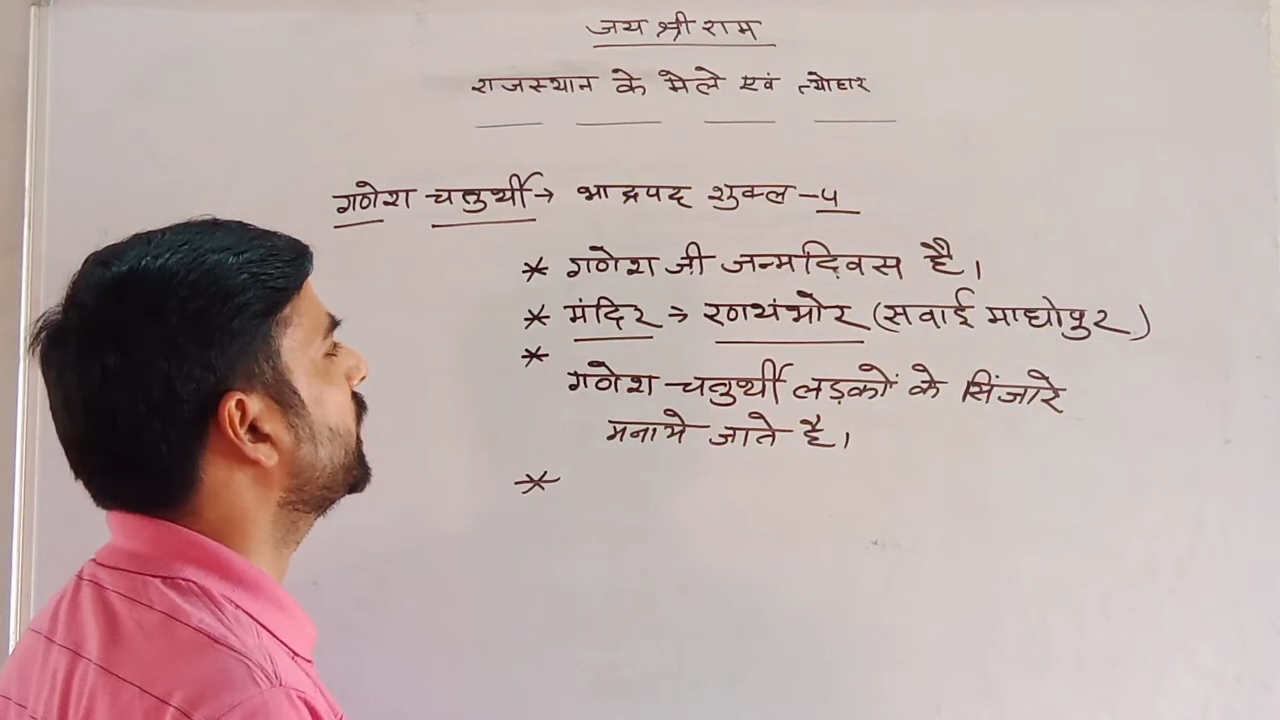 जय श्री राम
राजस्थान के मेले एवं त्योहार
गणेश चतुर्थी → भाद्रपद शुक्ल - ५
* गणेश जी जन्मदिवस है।
* मंदिर → रणथंभोर (सवाई माधोपुर)
*
गणेश चतुर्थी लड़कों के सिंजारे
मनाये जाते है।
*